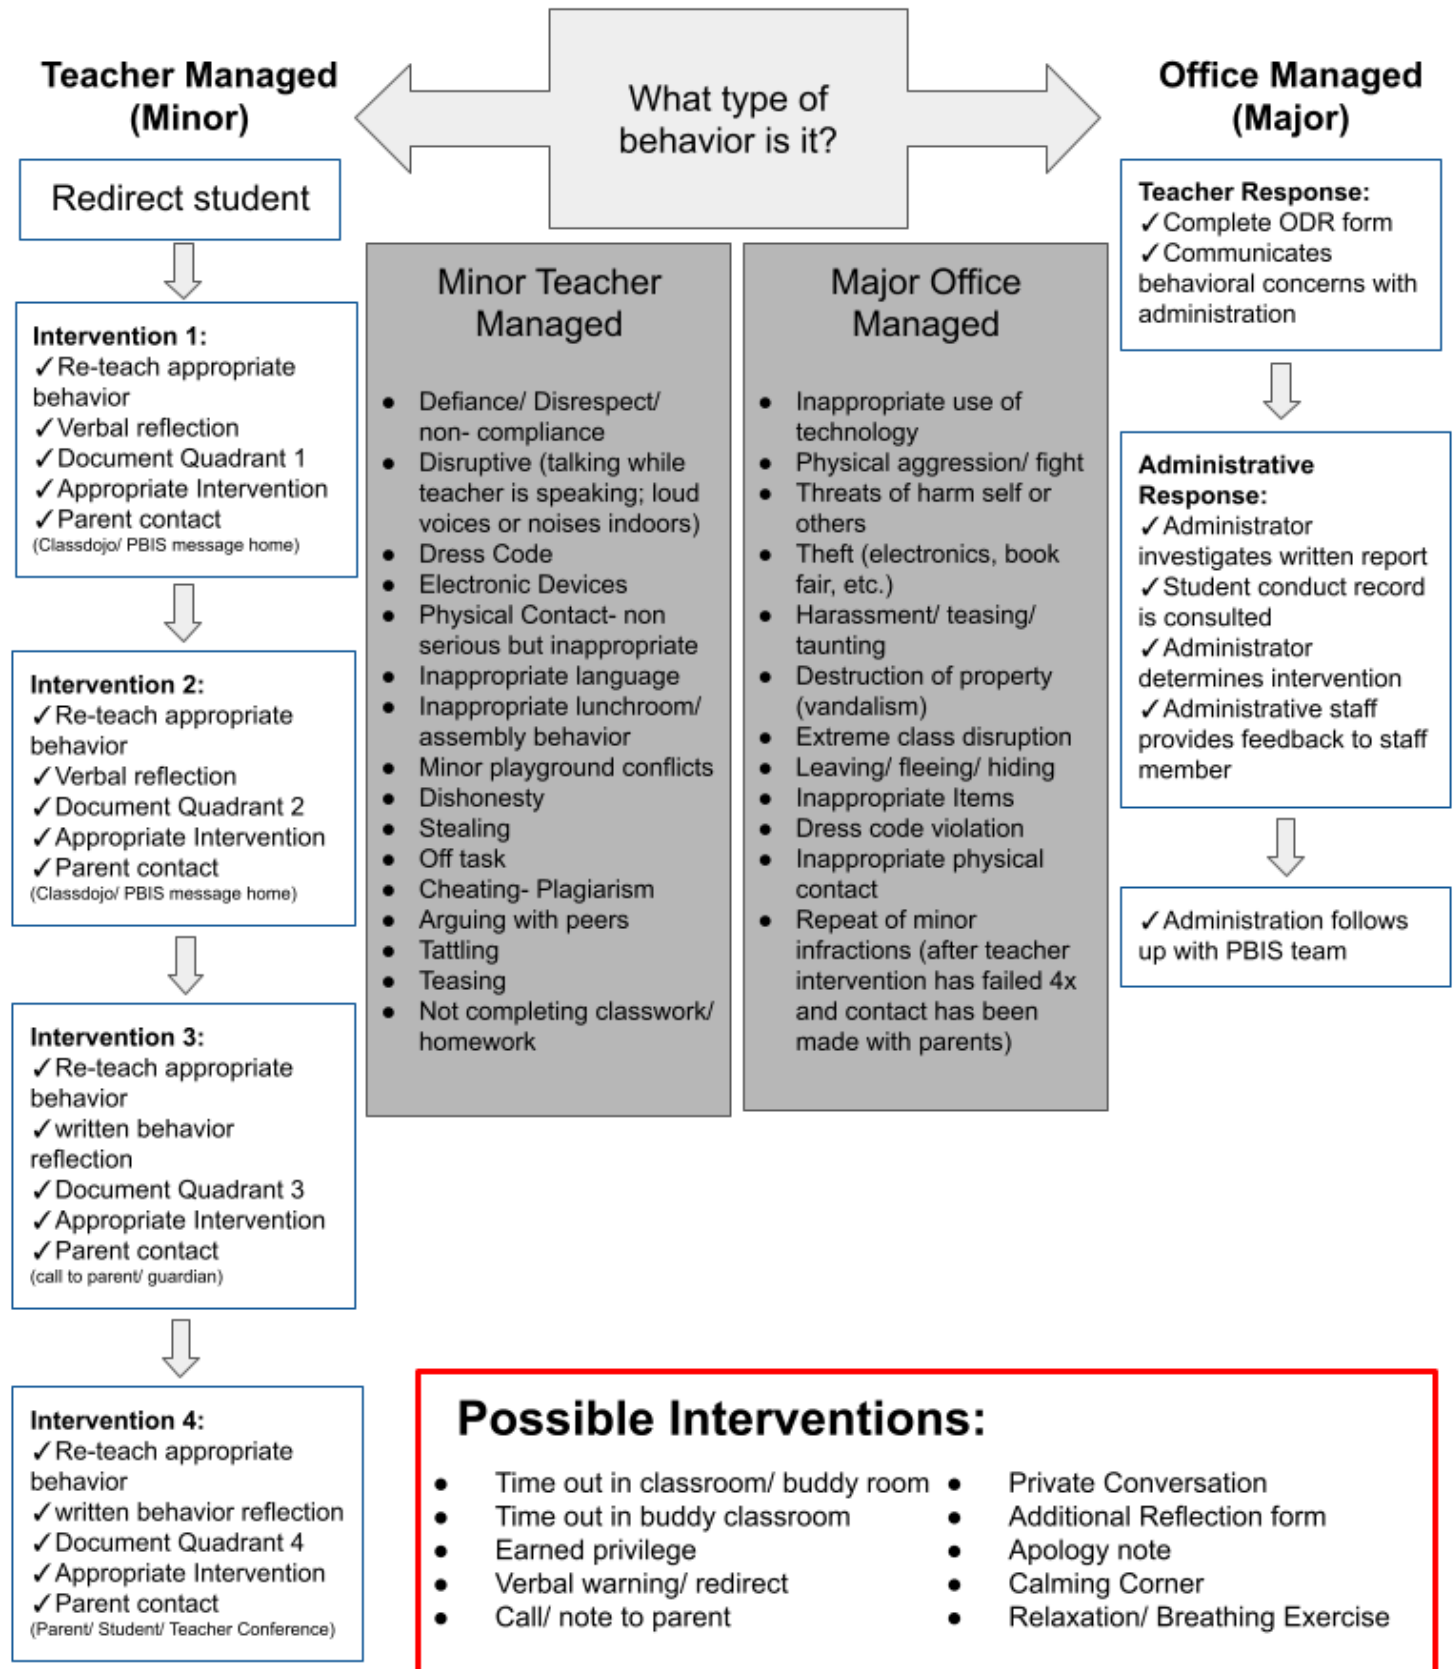 What type of
behavior is it?
Teacher Managed
(Minor)
Redirect student
Intervention 1:
✓Re-teach appropriate
behavior
✓Verbal reflection
✓Document Quadrant 1
✓Appropriate Intervention
✓Parent contact
(Classdojo/ PBIS message home)
Intervention 2:
✓Re-teach appropriate
behavior
✓Verbal reflection
✓Document Quadrant 2
✓Appropriate Intervention
✓Parent contact
(Classdojo/ PBIS message home)
Intervention 3:
✓Re-teach appropriate
behavior
✓written behavior
reflection
✓Document Quadrant 3
✓Appropriate Intervention
✓Parent contact
(call to parent/ guardian)
Intervention 4:
✓Re-teach appropriate
behavior
✓written behavior reflection
✓Document Quadrant 4
✓Appropriate Intervention
✓Parent contact
(Parent/ Student/ Teacher Conference)
Minor Teacher
Managed
● Defiance/ Disrespect/
non- compliance
● Disruptive (talking while
teacher is speaking; loud
voices or noises indoors)
● Dress Code
● Electronic Devices
● Physical Contact- non
serious but inappropriate
● Inappropriate language
● Inappropriate lunchroom/
assembly behavior
● Minor playground conflicts
● Dishonesty
● Stealing
● Off task
● Cheating- Plagiarism
● Arguing with peers
● Tattling
● Teasing
● Not completing classwork/
homework
Major Office
Managed
● Inappropriate use of
technology
● Physical aggression/ fight
● Threats of harm self or
others
● Theft (electronics, book
fair, etc.)
● Harassment/ teasing/
taunting
● Destruction of property
(vandalism)
● Extreme class disruption
● Leaving/ fleeing/ hiding
● Inappropriate Items
● Dress code violation
● Inappropriate physical
contact
● Repeat of minor
infractions (after teacher
intervention has failed 4x
and contact has been
made with parents)
Office Managed
(Major)
Teacher Response:
✓Complete ODR form
✓Communicates
behavioral concerns with
administration
Administrative
Response:
✓Administrator
investigates written report
✓Student conduct record
is consulted
✓Administrator
determines intervention
✓Administrative staff
provides feedback to staff
member
✓Administration follows
up with PBIS team
Possible Interventions:
● Time out in classroom/ buddy room
● Time out in buddy classroom
● Earned privilege
● Verbal warning/ redirect
● Call/ note to parent
● Private Conversation
● Additional Reflection form
● Apology note
● Calming Corner
● Relaxation/ Breathing Exercise